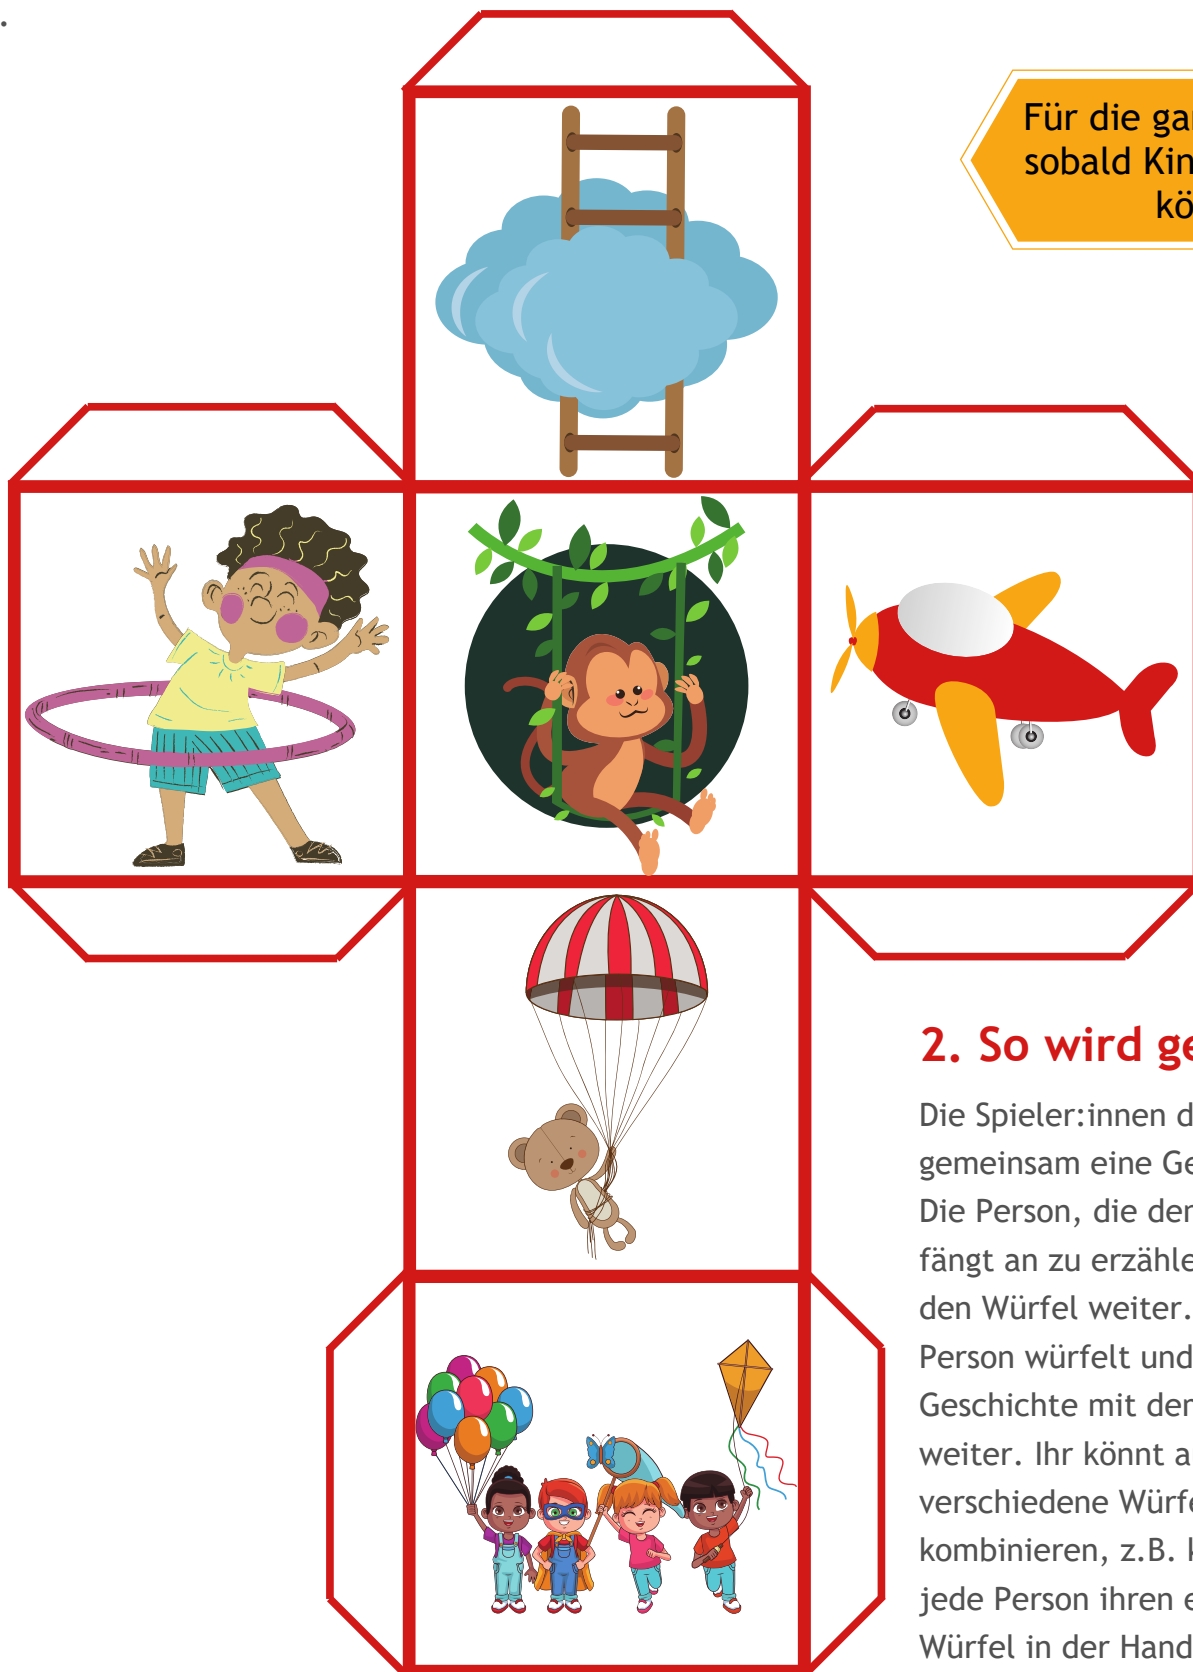 .
Für die ga
sobald Kin
kö
2. So wird ge
Die Spieler:innen d
gemeinsam eine Ge
Die Person, die der
fängt an zu erzähle
den Würfel weiter.
Person würfelt und
Geschichte mit der
weiter. Ihr könnt a
verschiedene Würfe
kombinieren, z.B. k
jede Person ihren e
Würfel in der Hand